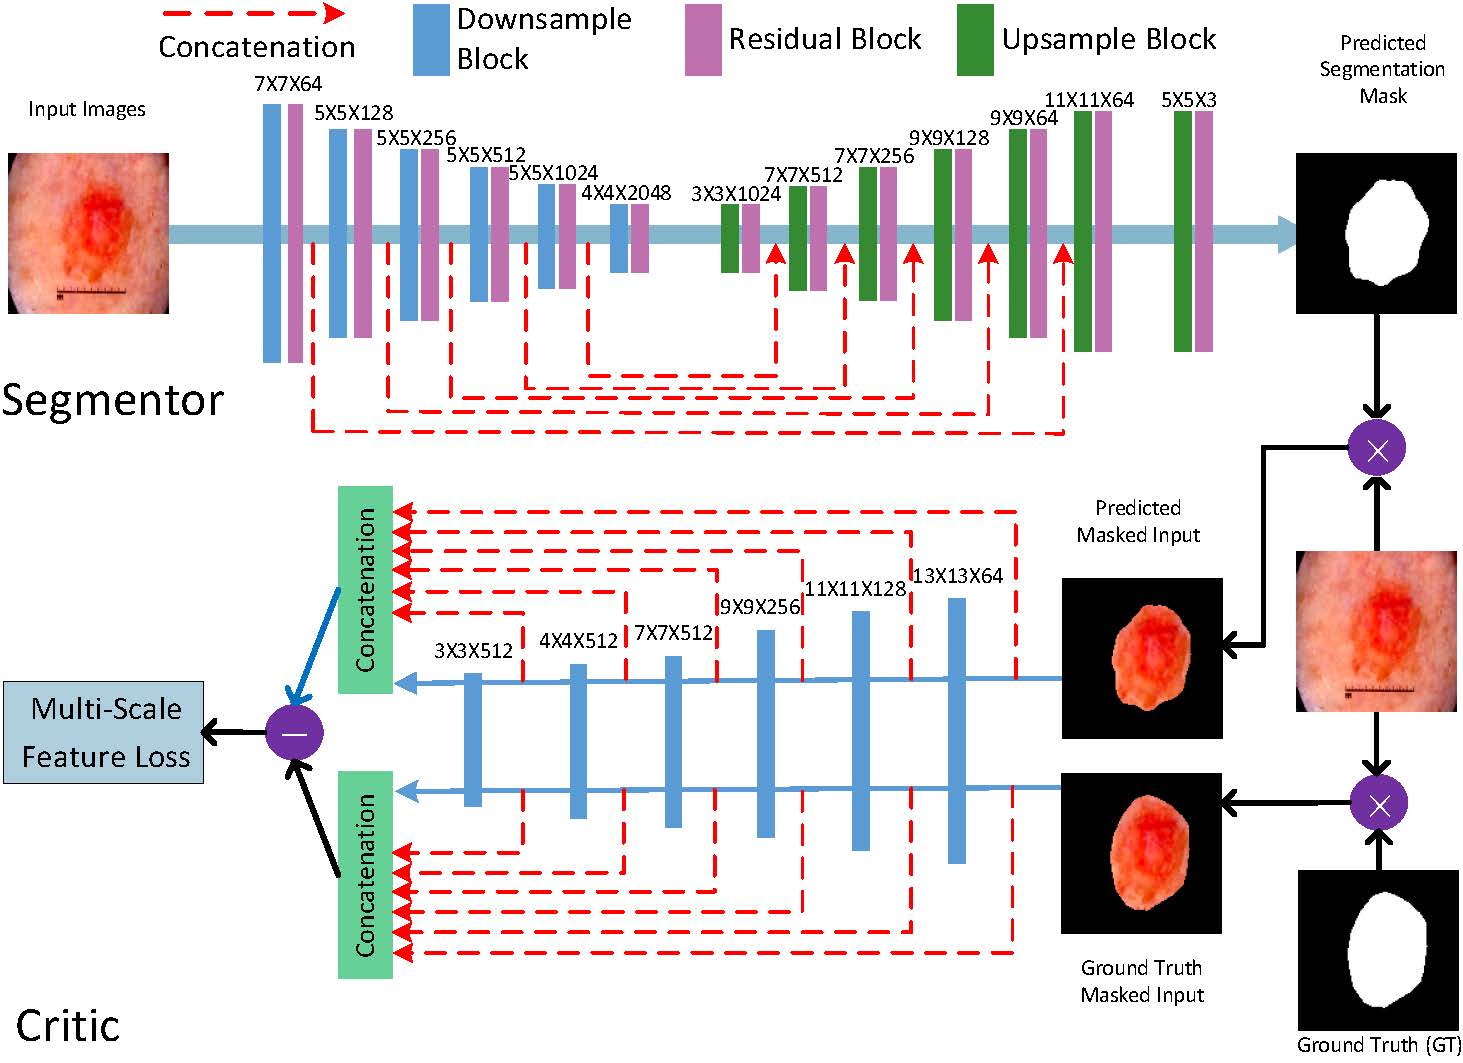 Concatenation
Downsample
Block
Residual Block
Upsample Block
Predicted
Segmentation
Mask
Input Images
7X7X64
5X5X128
5X5X256
5X5X512
5X5X1024
4X4X2048
3X3X1024
7X7X512
7X7X256
9X9X128
9X9X64
11X11X64
5X5X3
Segmentor
×
Concatenation
3X3X512
4X4X512
7X7X512
9X9X256
11X11X128
13X13X64
Predicted
Masked Input
Multi-Scale
Feature Loss
—
Concatenation
×
Ground Truth
Masked Input
Critic
Ground Truth (GT)